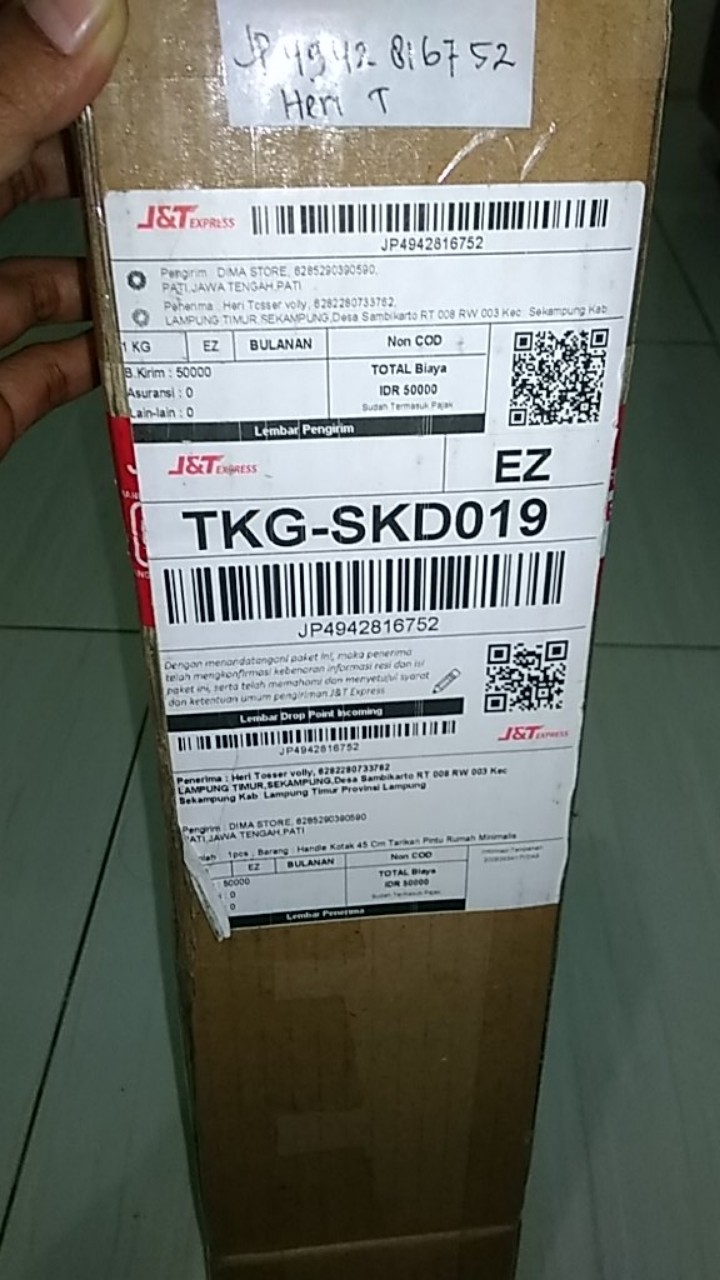 JP4942 816752
Heri T
J&T EXPRESS
JP4942816752
Pengirim : DIMA STORE, 6285290390590,
PATI,JAWA TENGAH,PATI
Penerima : Heri Tosser volly, 6282280733762,
LAMPUNG TIMUR,SEKAMPUNG,Desa Sambikarto RT 008 RW 003 Kec Sekampung Kab
1 KG EZ BULANAN Non COD
B.Kirim : 50000 TOTAL Biaya
Asuransi : 0 IDR 50000
Lain-lain : 0 Sudah Termasuk Pajak
Lembar Pengirim
J&T EXPRESS EZ
TKG-SKD019
JP4942816752
Dengan menandatangani paket ini, maka penerima
telah mengkonfirmasi kebenaran informasi resi dan isi
paket ini, serta telah memahami dan menyetujui syarat
dan ketentuan umum pengiriman J&T Express
Lembar Drop Point Incoming
J&T EXPRESS
JP4942816752
Penerima : Heri Tosser volly, 6282280733762
LAMPUNG TIMUR,SEKAMPUNG,Desa Sambikarto RT 008 RW 003 Kec
Sekampung Kab Lampung Timur Provinsi Lampung
Pengirim : DIMA STORE, 6285290390590
PATI,JAWA TENGAH,PATI
1pcs , Barang : Handle Kotak 45 Cm Tarikan Pintu Rumah Minimalis
EZ BULANAN Non COD
50000 TOTAL Biaya
: 0 IDR 50000
0 Sudah Termasuk Pajak
Lembar Penerima